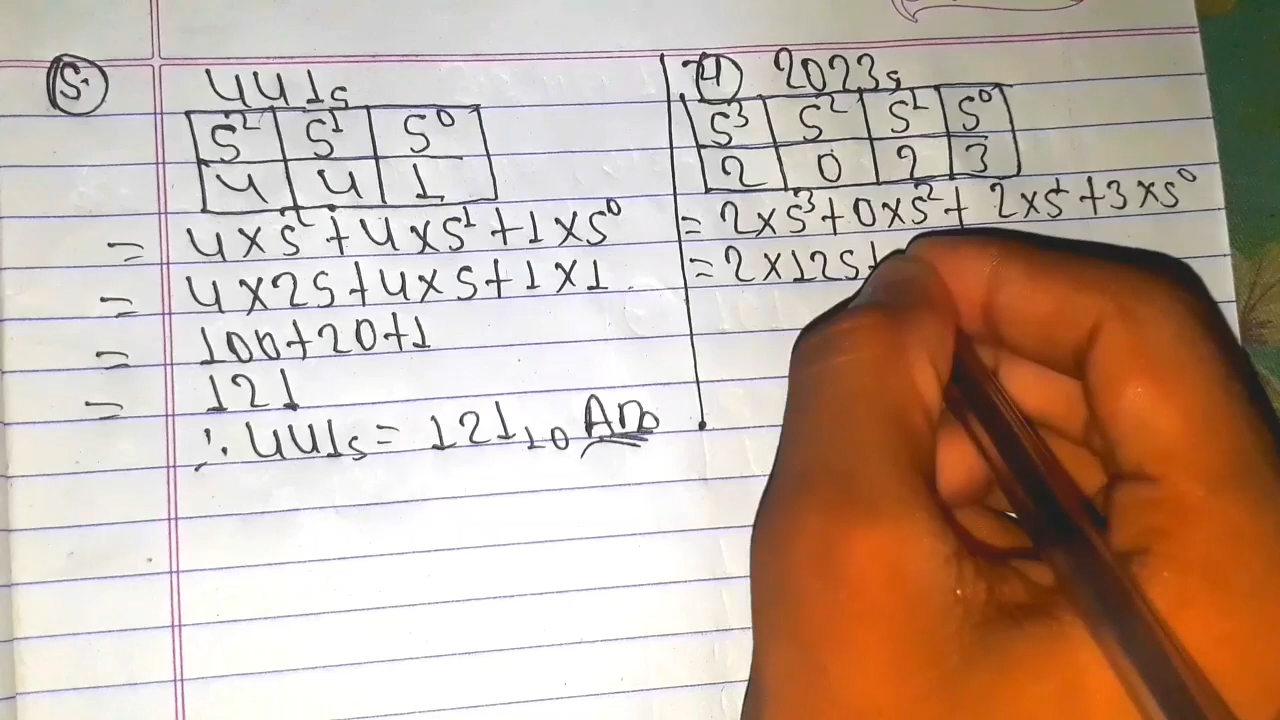 5.
441₅
5² 5¹ 5⁰
4 4 1
= 4×5²+4×5¹+1×5⁰
= 4×25+4×5+1×1
= 100+20+1
= 121
∴ 441₅ = 121₁₀ Ans
2023₅
5³ 5² 5¹ 5⁰
2 0 2 3
= 2×5³+0×5²+2×5¹+3×5⁰
= 2×125+